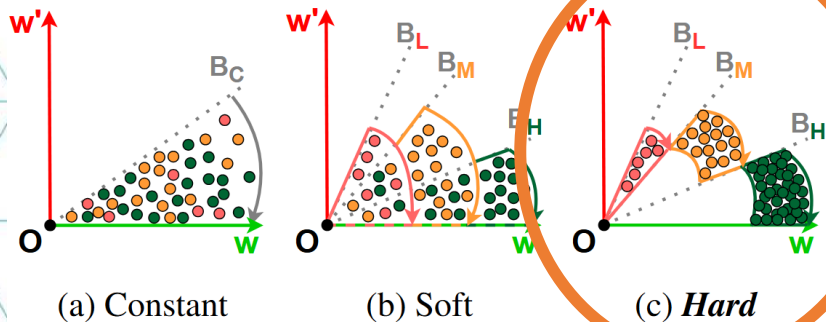 w'
B_C
O
w
(a) Constant
w'
B_L
B_M
B_H
O
w
(b) Soft
w'
B_L
B_M
B_H
O
w
(c) Hard